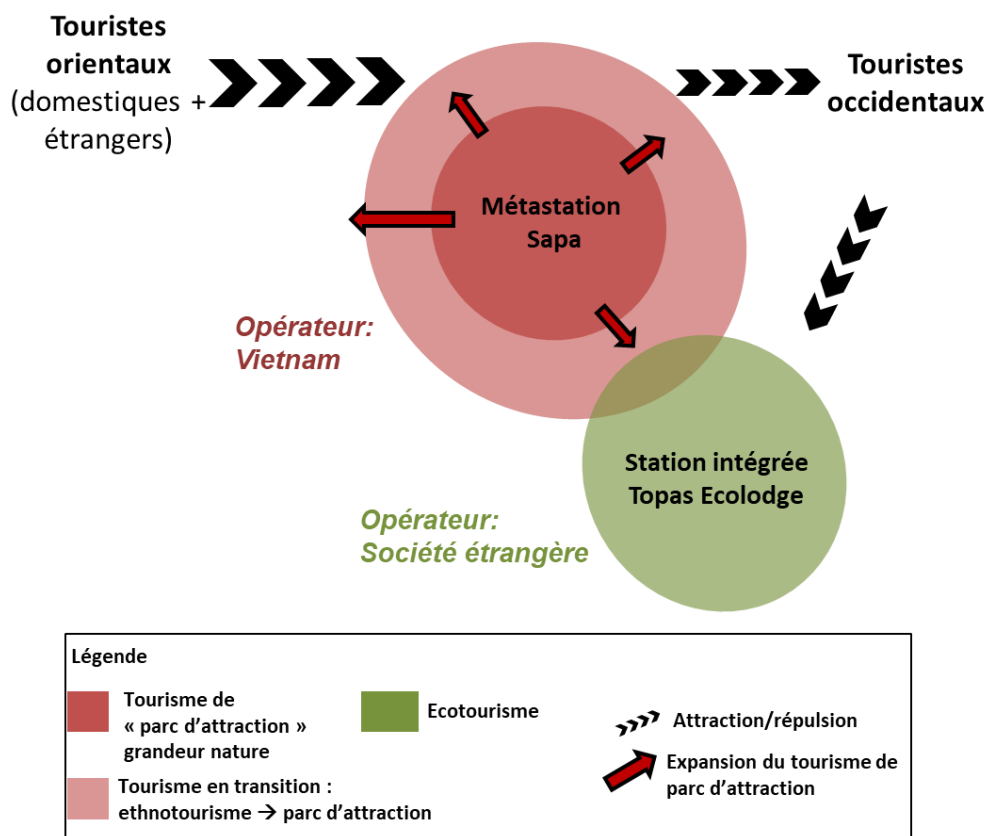 Touristes
orientaux
(domestiques +
étrangers)
Touristes
occidentaux
Métastation
Sapa
Opérateur:
Vietnam
Station intégrée
Topas Ecolodge
Opérateur:
Société étrangère
Légende
Tourisme de
« parc d'attraction »
grandeur nature
Ecotourisme
Attraction/répulsion
Tourisme en transition :
ethnotourisme → parc d'attraction
Expansion du tourisme de
parc d'attraction